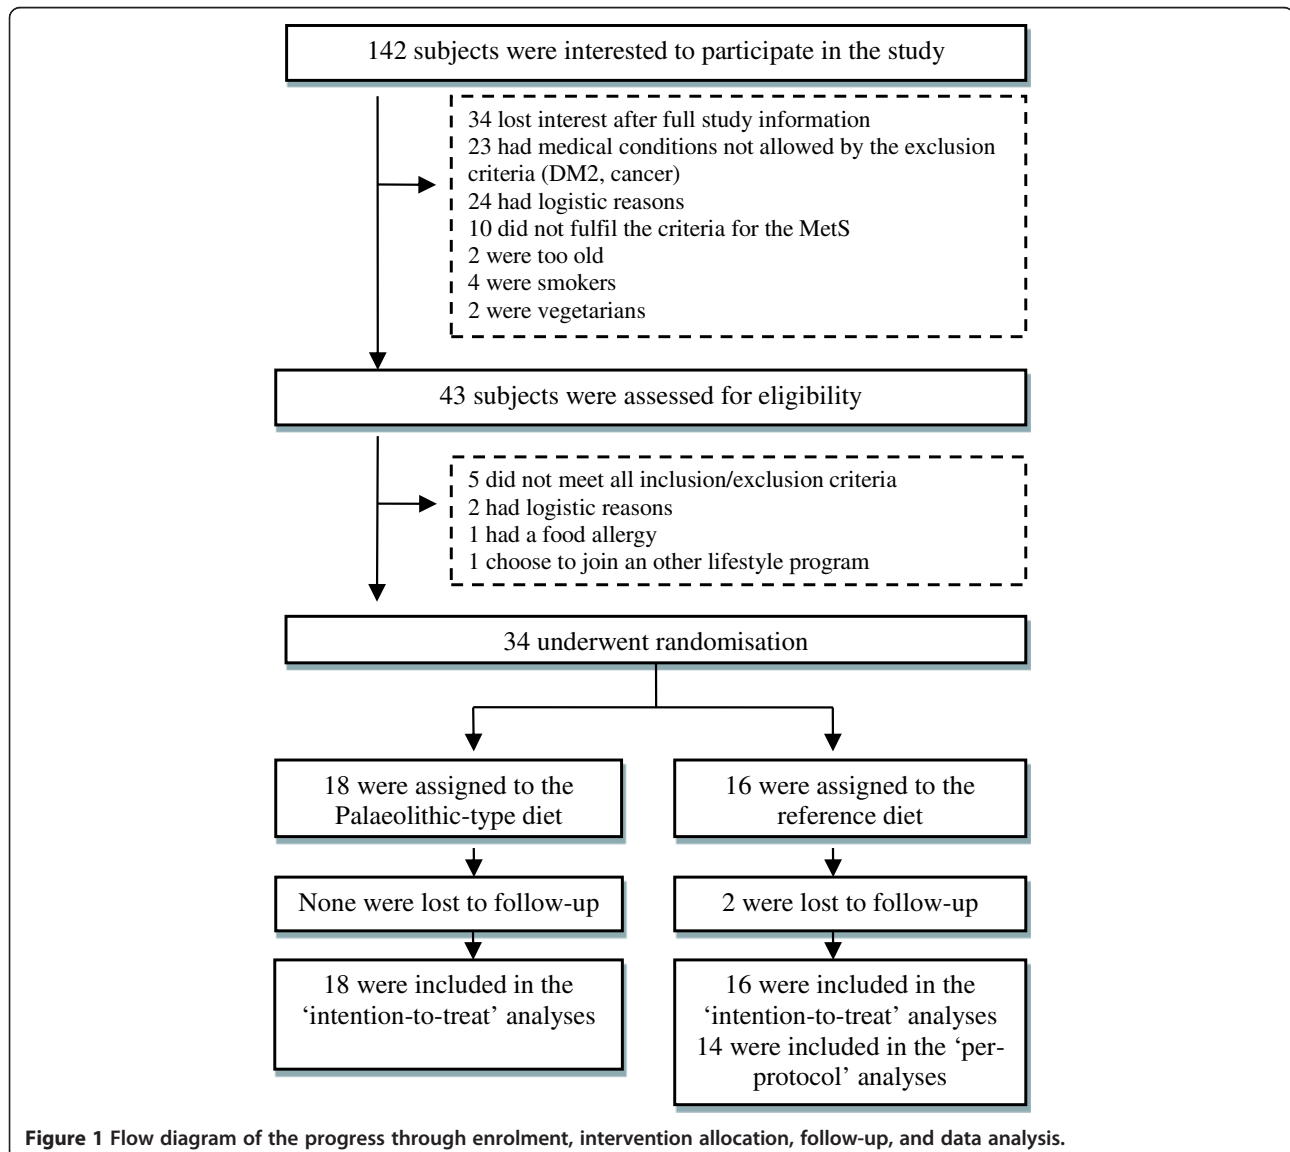 142 subjects were interested to participate in the study
34 lost interest after full study information
23 had medical conditions not allowed by the exclusion
criteria (DM2, cancer)
24 had logistic reasons
10 did not fulfil the criteria for the MetS
2 were too old
4 were smokers
2 were vegetarians
43 subjects were assessed for eligibility
5 did not meet all inclusion/exclusion criteria
2 had logistic reasons
1 had a food allergy
1 choose to join an other lifestyle program
34 underwent randomisation
18 were assigned to the
Palaeolithic-type diet
16 were assigned to the
reference diet
None were lost to follow-up
2 were lost to follow-up
18 were included in the
‘intention-to-treat’ analyses
16 were included in the
‘intention-to-treat’ analyses
14 were included in the ‘per-
protocol’ analyses
Figure 1 Flow diagram of the progress through enrolment, intervention allocation, follow-up, and data analysis.